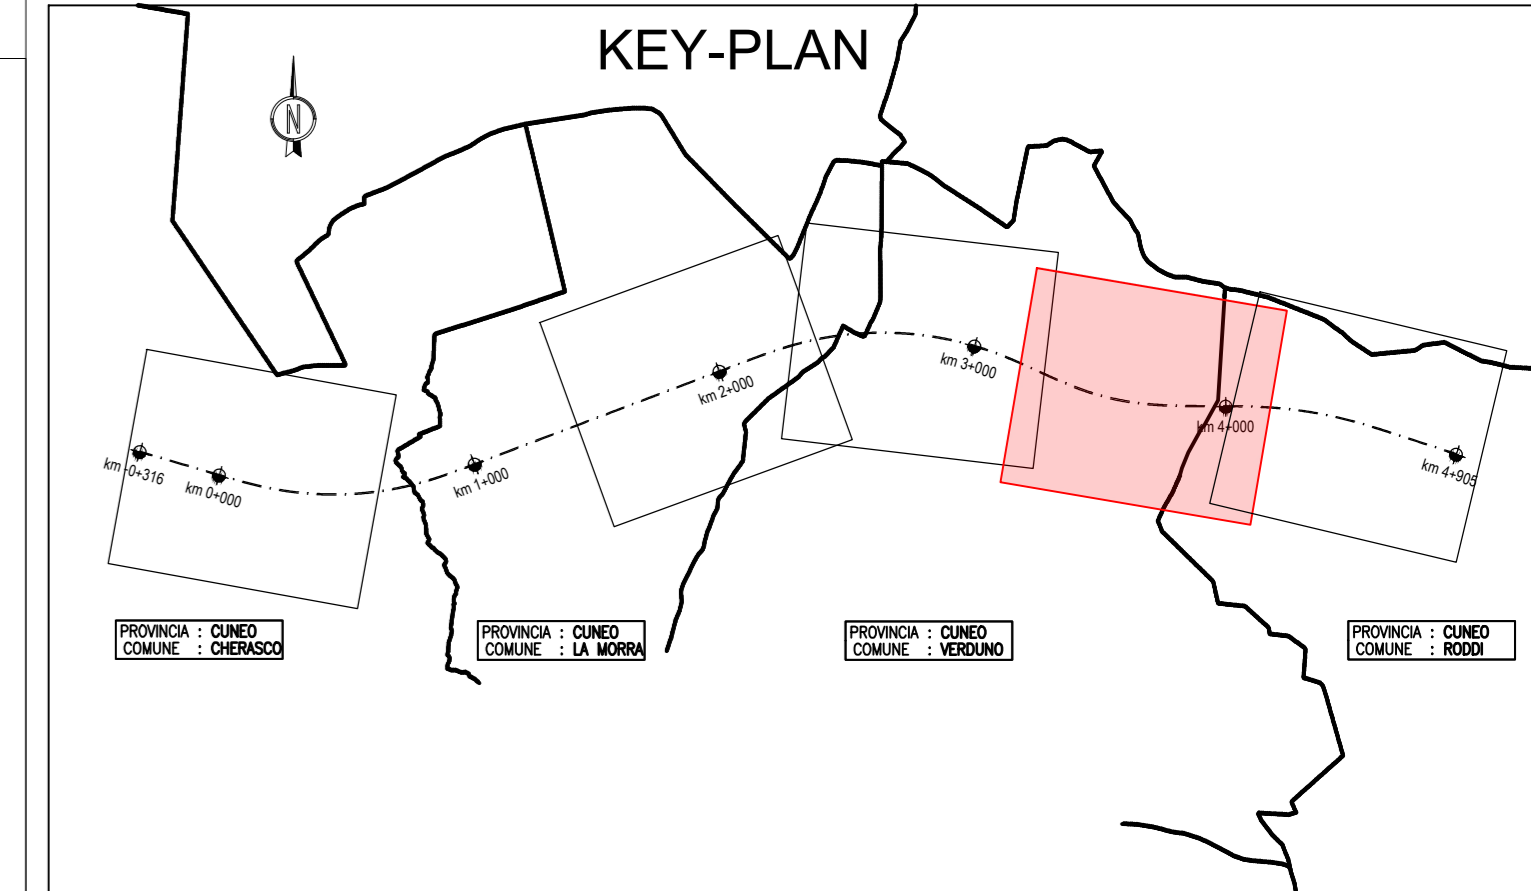 KEY-PLAN
N
km 3+000
km 2+000
km 4+000
km -0+316
km 0+000
km 1+000
km 4+905
PROVINCIA : CUNEO
COMUNE : CHERASCO
PROVINCIA : CUNEO
COMUNE : LA MORRA
PROVINCIA : CUNEO
COMUNE : VERDUNO
PROVINCIA : CUNEO
COMUNE : RODDI